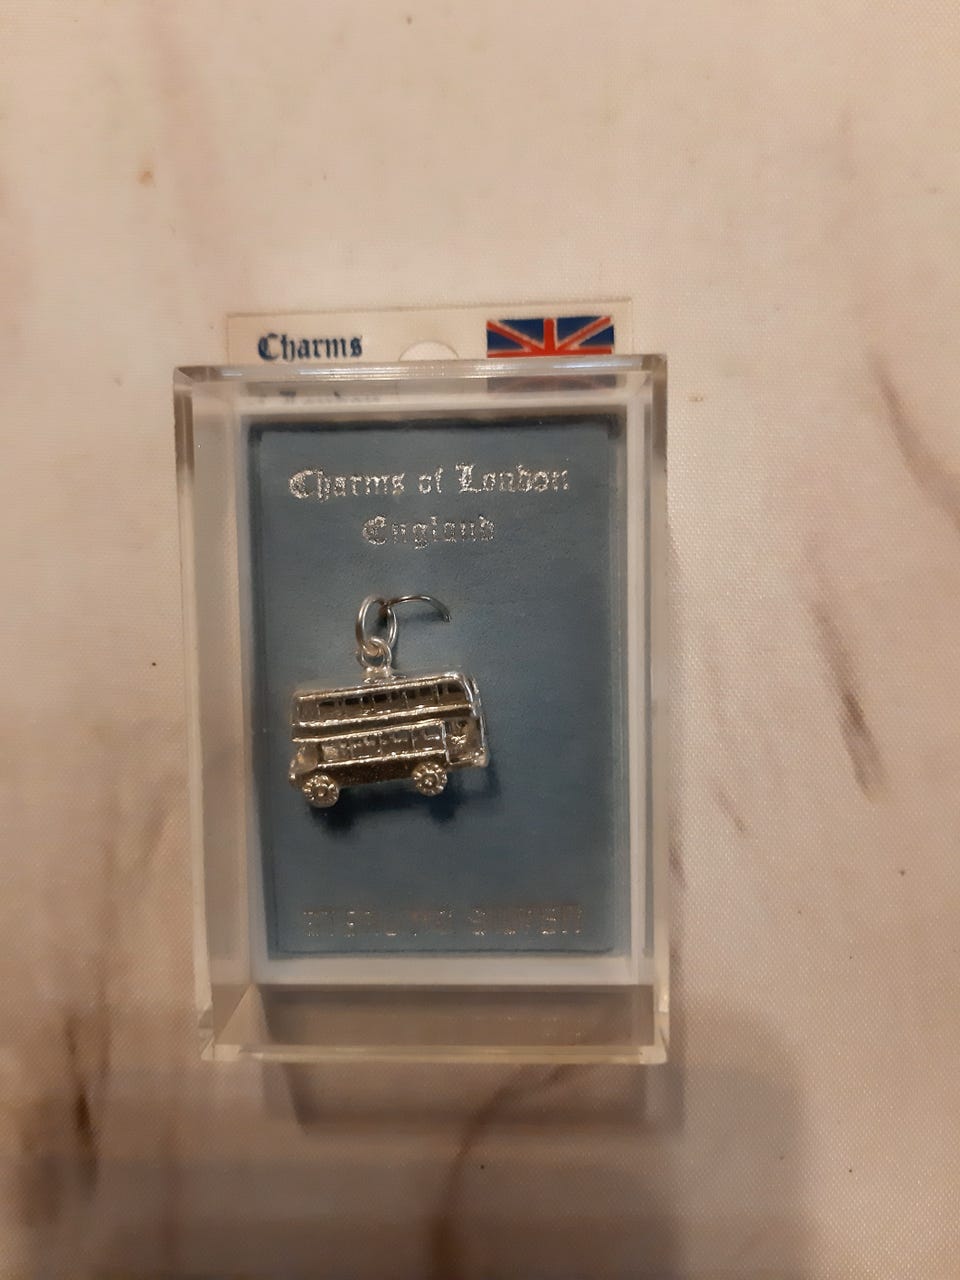 Charms
Charms of London
England
STERLING SILVER